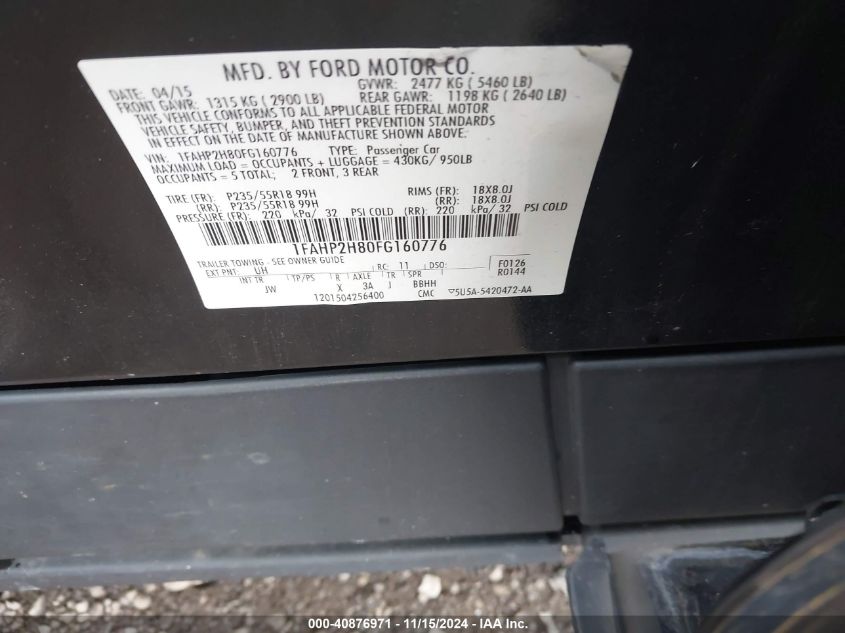 MFD. BY FORD MOTOR CO.
DATE: 04/15 GVWR: 2477 KG ( 5460 LB)
FRONT GAWR: 1315 KG ( 2900 LB) REAR GAWR: 1198 KG ( 2640 LB)
THIS VEHICLE CONFORMS TO ALL APPLICABLE FEDERAL MOTOR
VEHICLE SAFETY, BUMPER, AND THEFT PREVENTION STANDARDS
IN EFFECT ON THE DATE OF MANUFACTURE SHOWN ABOVE.
VIN: 1FAHP2H80FG160776 TYPE: Passenger Car
MAXIMUM LOAD = OCCUPANTS + LUGGAGE = 430KG/ 950LB
OCCUPANTS = 5 TOTAL; 2 FRONT, 3 REAR
TIRE (FR): P235/55R18 99H RIMS (FR): 18X8.0J
(RR): P235/55R18 99H (RR): 18X8.0J
PRESSURE (FR): 220 kPa/ 32 PSI COLD (RR): 220 kPa/ 32 PSI COLD
1FAHP2H80FG160776
TRAILER TOWING - SEE OWNER GUIDE
EXT PNT: UH RC: 11 DSO: F0126
R0144
INT TR TP/PS R AXLE TR SPR
JW X 3A J BBHH
1201504256400 CMC ▽5U5A-5420472-AA
000-40876971 - 11/15/2024 - IAAI, Inc.